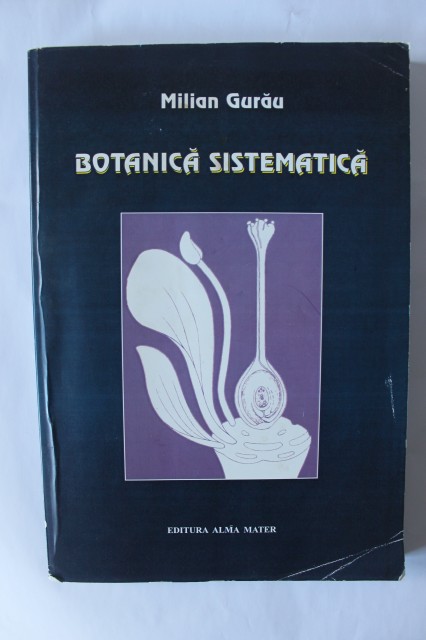 Milian Gurău
BOTANICĂ SISTEMATICĂ
EDITURA ALMA MATER